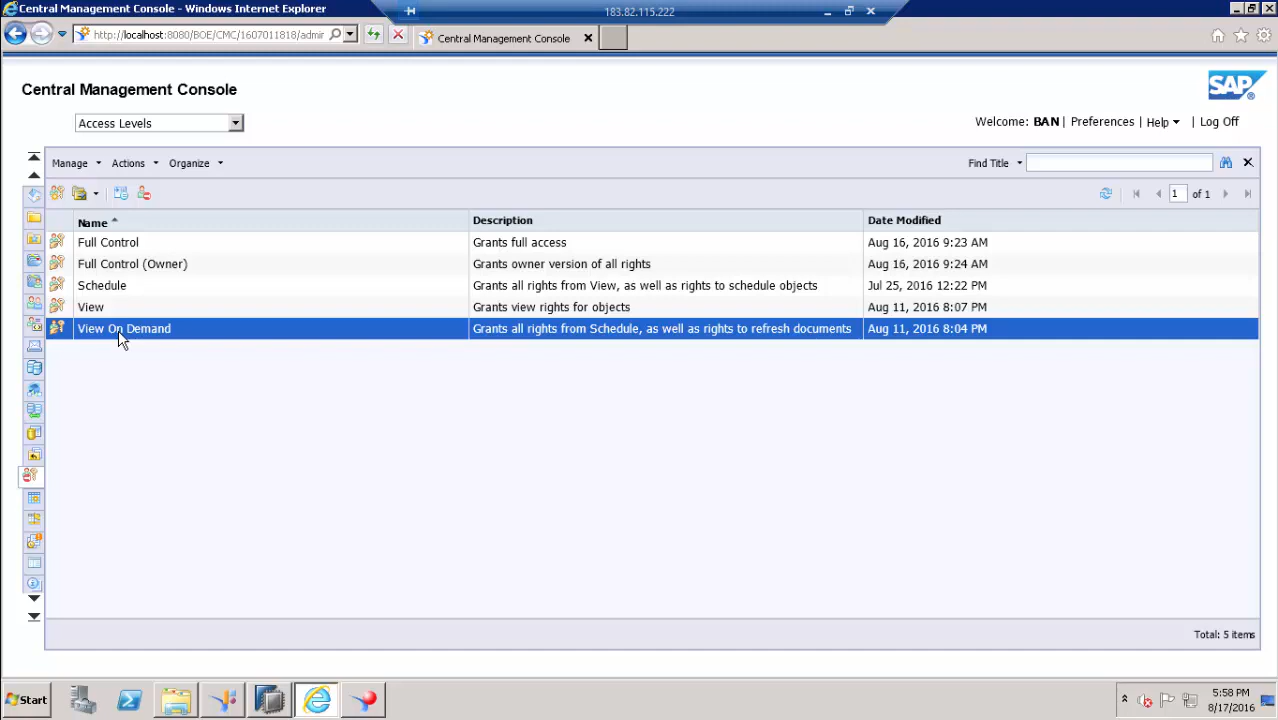 Central Management Console - Windows Internet Explorer
183.82.115.222
http://localhost:8080/BOE/CMC/1607011818/admir
Central Management Console
Central Management Console
SAP
Access Levels
Welcome: BAN | Preferences | Help | Log Off
Manage Actions Organize
Find Title
1 of 1
Name Description Date Modified
Full Control Grants full access Aug 16, 2016 9:23 AM
Full Control (Owner) Grants owner version of all rights Aug 16, 2016 9:24 AM
Schedule Grants all rights from View, as well as rights to schedule objects Jul 25, 2016 12:22 PM
View Grants view rights for objects Aug 11, 2016 8:07 PM
View On Demand Grants all rights from Schedule, as well as rights to refresh documents Aug 11, 2016 8:04 PM
Total: 5 items
Start
5:58 PM
8/17/2016